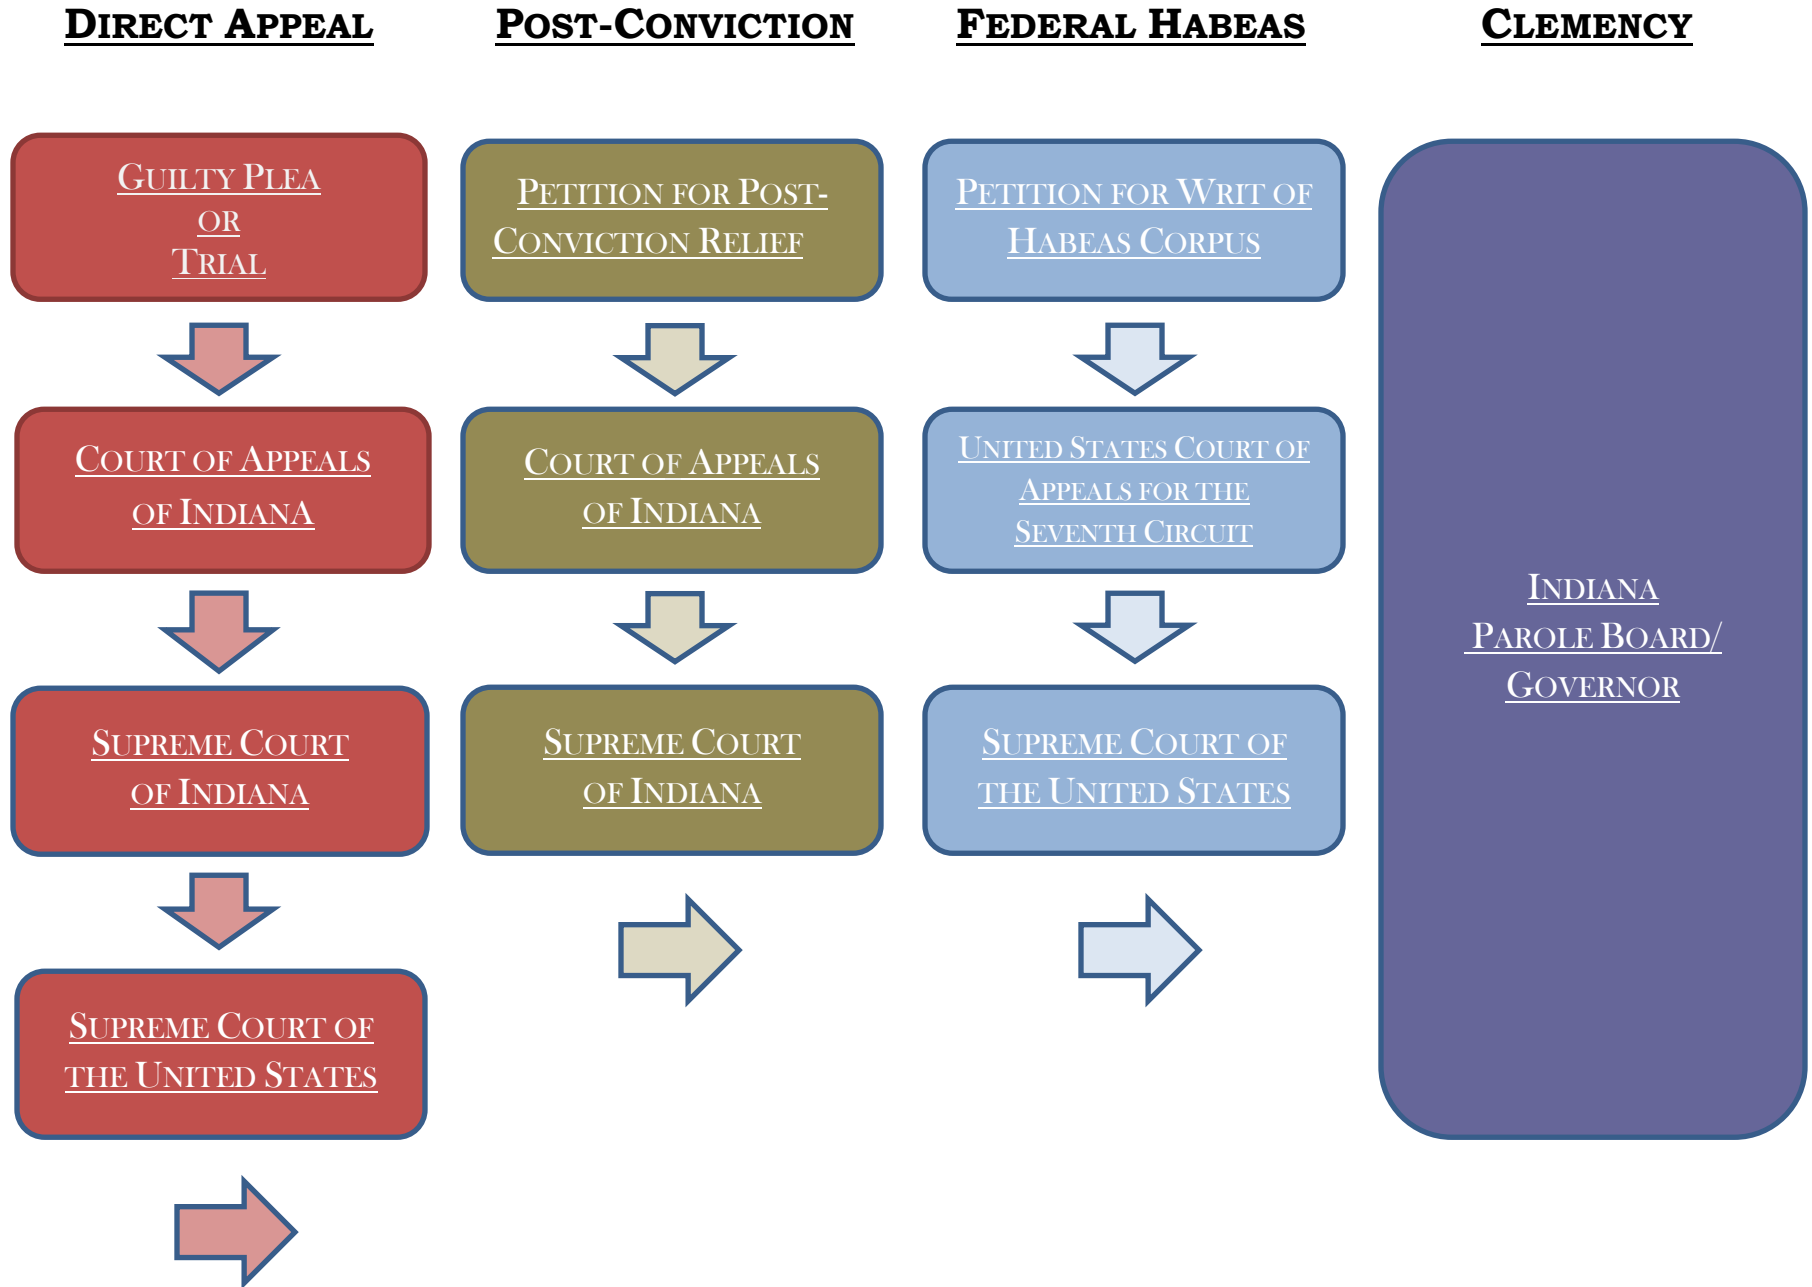 DIRECT APPEAL
GUILTY PLEA
OR
TRIAL
COURT OF APPEALS
OF INDIANA
SUPREME COURT
OF INDIANA
SUPREME COURT OF
THE UNITED STATES
POST-CONVICTION
PETITION FOR POST-
CONVICTION RELIEF
COURT OF APPEALS
OF INDIANA
SUPREME COURT
OF INDIANA
FEDERAL HABEAS
PETITION FOR WRIT OF
HABEAS CORPUS
UNITED STATES COURT OF
APPEALS FOR THE
SEVENTH CIRCUIT
SUPREME COURT OF
THE UNITED STATES
CLEMENCY
INDIANA
PAROLE BOARD/
GOVERNOR